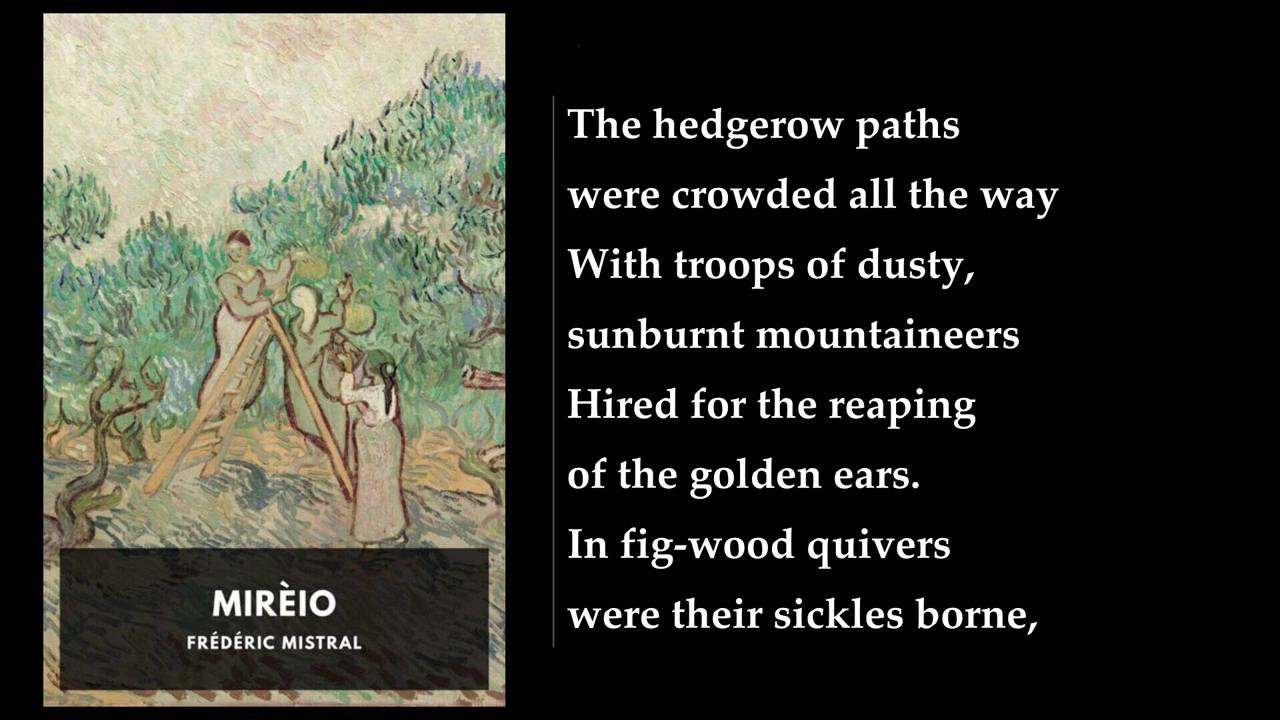 MIRÈIO
FRÉDÉRIC MISTRAL
The hedgerow paths
were crowded all the way
With troops of dusty,
sunburnt mountaineers
Hired for the reaping
of the golden ears.
In fig-wood quivers
were their sickles borne,